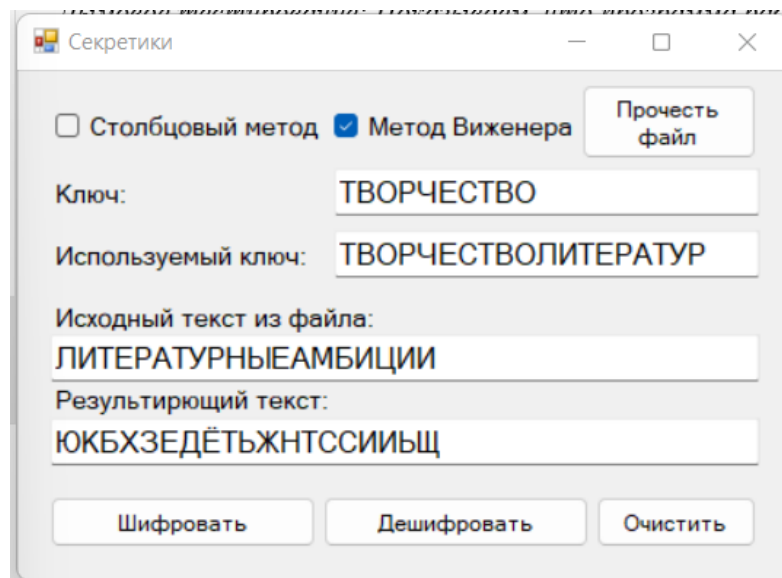 Секретики
Столбцовый метод Метод Виженера Прочесть
файл
Ключ: ТВОРЧЕСТВО
Используемый ключ: ТВОРЧЕСТВОЛИТЕРАТУР
Исходный текст из файла:
ЛИТЕРАТУРНЫЕАМБИЦИИ
Результирющий текст:
ЮКБХЗЕДЁТЬЖНТССИИЬЩ
Шифровать Дешифровать Очистить